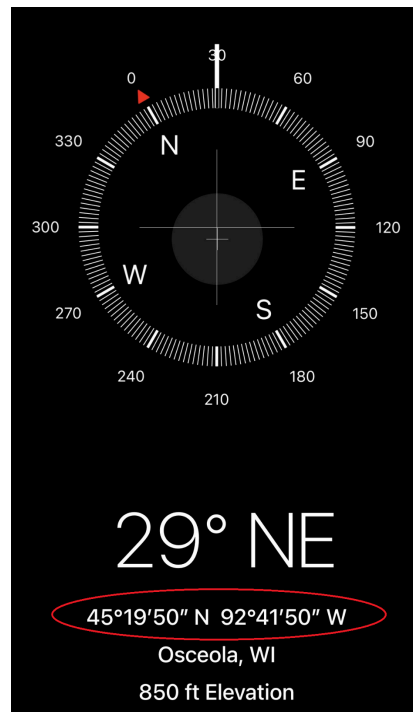 30
0
60
N
330
90
E
300
120
W
270
150
S
240
180
210
29° NE
45°19’50” N 92°41’50” W
Osceola, WI
850 ft Elevation